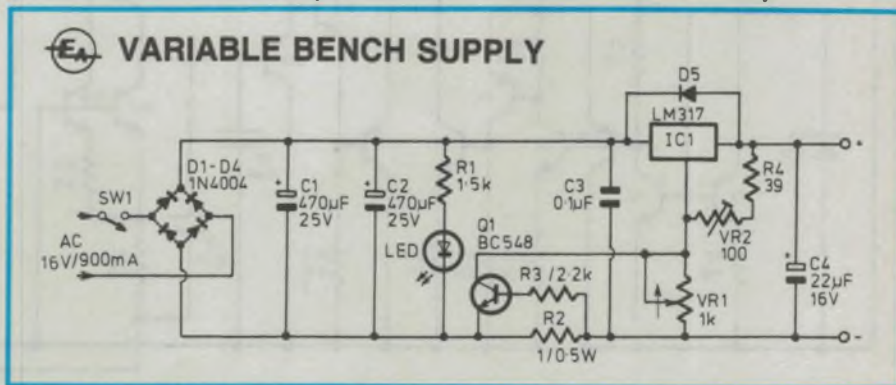 EA VARIABLE BENCH SUPPLY
D5
LM317
IC1
+
D1-D4
1N4004
SW1
AC
16V/900mA
+
C1
470µF
25V
+
C2
470µF
25V
R1
1·5k
LED
Q1
BC548
C3
0·1µF
R3 /2·2k
R2
1/0·5W
R4
39
VR2
100
VR1
1k
+
C4
22µF
16V
-